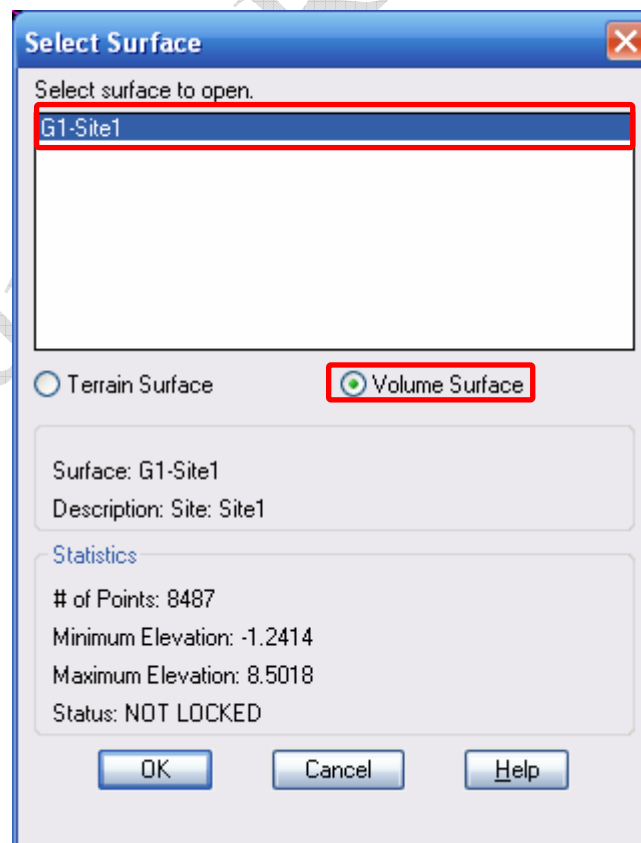 Select Surface
Select surface to open.
G1-Site1
Terrain Surface
Volume Surface
Surface: G1-Site1
Description: Site: Site1
Statistics
# of Points: 8487
Minimum Elevation: -1.2414
Maximum Elevation: 8.5018
Status: NOT LOCKED
OK
Cancel
Help